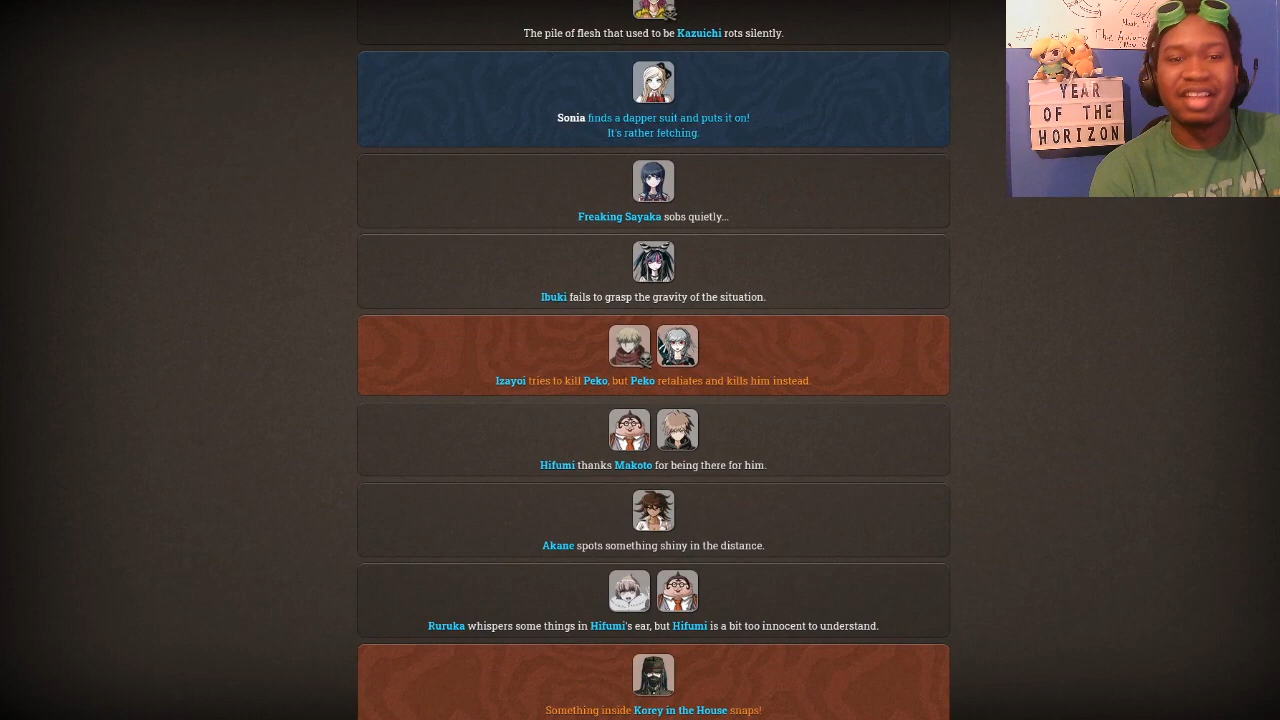 The pile of flesh that used to be Kazuichi rots silently.
Sonia finds a dapper suit and puts it on!
It's rather fetching.
Freaking Sayaka sobs quietly...
Ibuki fails to grasp the gravity of the situation.
Izayoi tries to kill Peko, but Peko retaliates and kills him instead.
Hifumi thanks Makoto for being there for him.
Akane spots something shiny in the distance.
Ruruka whispers some things in Hifumi's ear, but Hifumi is a bit too innocent to understand.
Something inside Korey in the House snaps!
YEAR
OF THE
HORIZON